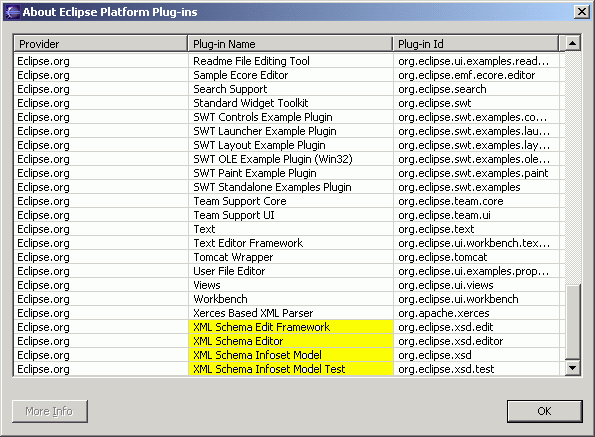 About Eclipse Platform Plug-ins
Provider Plug-in Name Plug-in Id
Eclipse.org Readme File Editing Tool org.eclipse.ui.examples.read...
Eclipse.org Sample Ecore Editor org.eclipse.emf.ecore.editor
Eclipse.org Search Support org.eclipse.search
Eclipse.org Standard Widget Toolkit org.eclipse.swt
Eclipse.org SWT Controls Example Plugin org.eclipse.swt.examples.co...
Eclipse.org SWT Launcher Example Plugin org.eclipse.swt.examples.lau...
Eclipse.org SWT Layout Example Plugin org.eclipse.swt.examples.lay...
Eclipse.org SWT OLE Example Plugin (Win32) org.eclipse.swt.examples.ole...
Eclipse.org SWT Paint Example Plugin org.eclipse.swt.examples.paint
Eclipse.org SWT Standalone Examples Plugin org.eclipse.swt.examples
Eclipse.org Team Support Core org.eclipse.team.core
Eclipse.org Team Support UI org.eclipse.team.ui
Eclipse.org Text org.eclipse.text
Eclipse.org Text Editor Framework org.eclipse.ui.workbench.tex...
Eclipse.org Tomcat Wrapper org.eclipse.tomcat
Eclipse.org User File Editor org.eclipse.ui.examples.prop...
Eclipse.org Views org.eclipse.ui.views
Eclipse.org Workbench org.eclipse.ui.workbench
Eclipse.org Xerces Based XML Parser org.apache.xerces
Eclipse.org XML Schema Edit Framework org.eclipse.xsd.edit
Eclipse.org XML Schema Editor org.eclipse.xsd.editor
Eclipse.org XML Schema Infoset Model org.eclipse.xsd
Eclipse.org XML Schema Infoset Model Test org.eclipse.xsd.test
More Info OK